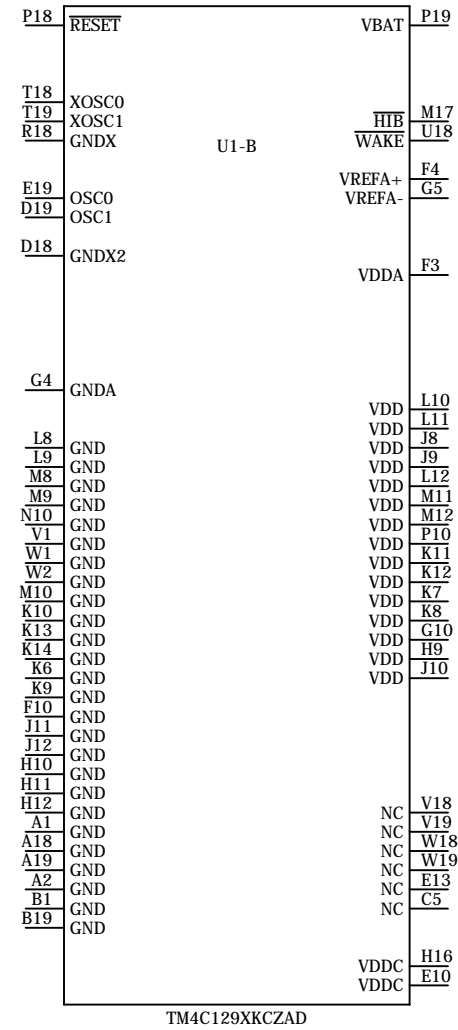 P18 RESET VBAT P19
T18 XOSC0
T19 XOSC1 HIB M17
R18 GNDX WAKE U18
U1-B
VREFA+ F4
E19 OSC0 VREFA- G5
D19 OSC1
D18 GNDX2
VDDA F3
G4 GNDA
VDD L10
VDD L11
L8 GND VDD J8
L9 GND VDD J9
M8 GND VDD L12
M9 GND VDD M11
N10 GND VDD M12
V1 GND VDD P10
W1 GND VDD K11
W2 GND VDD K12
M10 GND VDD K7
K10 GND VDD K8
K13 GND VDD G10
K14 GND VDD H9
K6 GND VDD J10
K9 GND
F10 GND
J11 GND
J12 GND
H10 GND
H11 GND
H12 GND NC V18
A1 GND NC V19
A18 GND NC W18
A19 GND NC W19
A2 GND NC E13
B1 GND NC C5
B19 GND
VDDC H16
VDDC E10
TM4C129XKCZAD